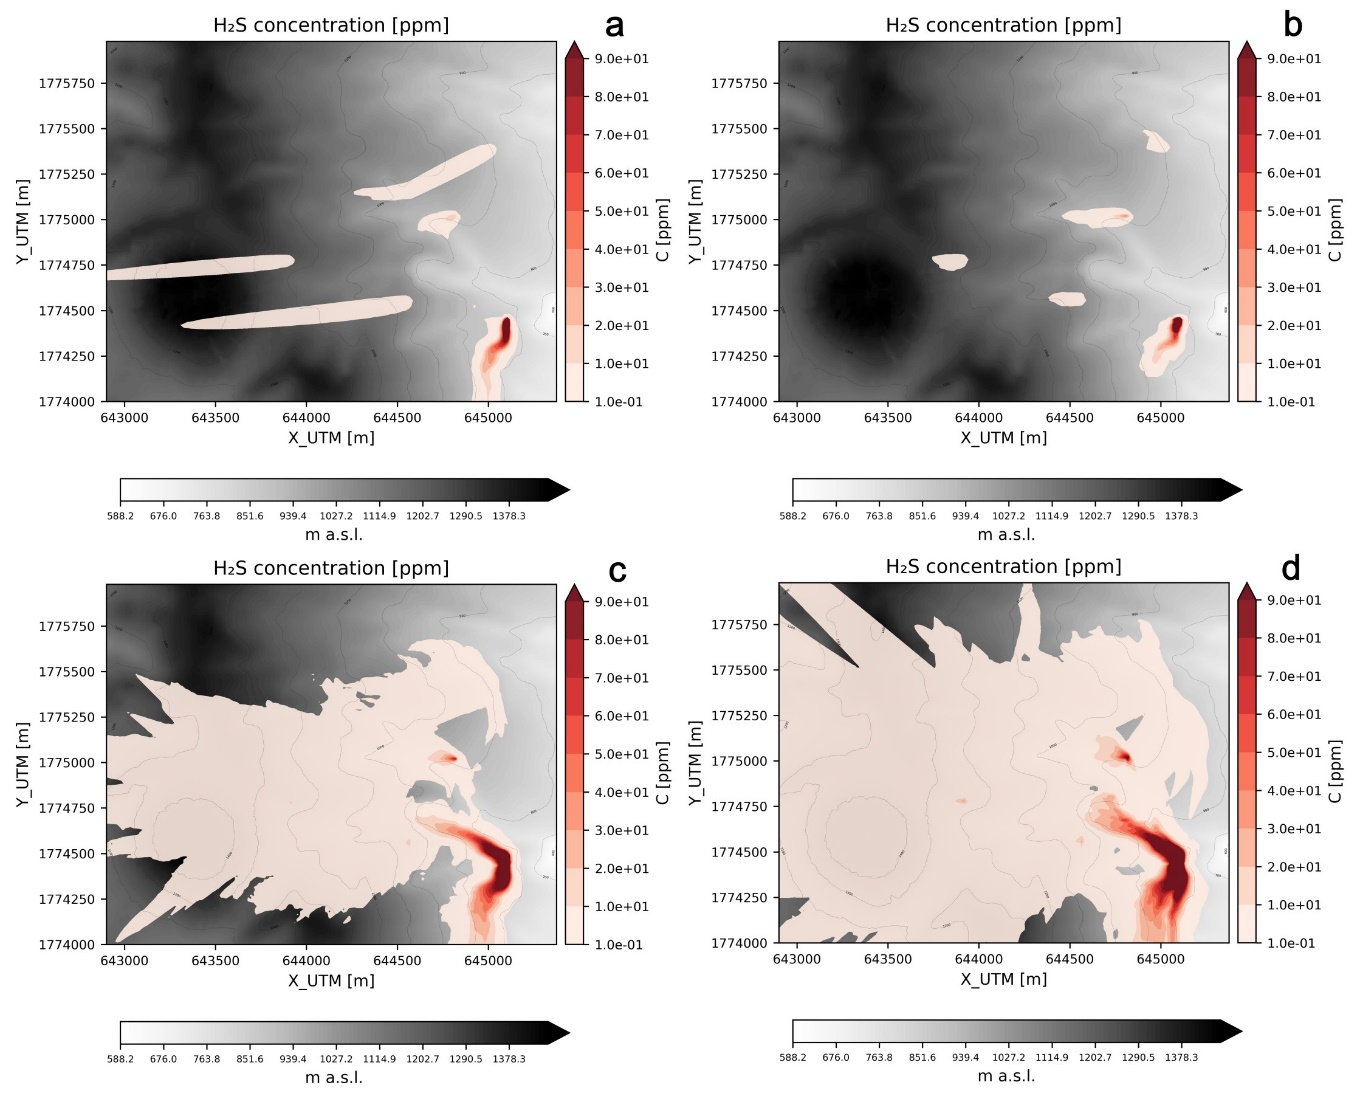 H₂S concentration [ppm] a
1775750
1775500
1775250
1775000
1774750
1774500
1774250
1774000
Y_UTM [m]
643000 643500 644000 644500 645000
X_UTM [m]
9.0e+01
8.0e+01
7.0e+01
6.0e+01
5.0e+01
4.0e+01
3.0e+01
2.0e+01
1.0e+01
1.0e-01
C [ppm]
588.2 676.0 763.8 851.6 939.4 1027.2 1114.9 1202.7 1290.5 1378.3
m a.s.l.
H₂S concentration [ppm] b
1775750
1775500
1775250
1775000
1774750
1774500
1774250
1774000
Y_UTM [m]
643000 643500 644000 644500 645000
X_UTM [m]
9.0e+01
8.0e+01
7.0e+01
6.0e+01
5.0e+01
4.0e+01
3.0e+01
2.0e+01
1.0e+01
1.0e-01
C [ppm]
588.2 676.0 763.8 851.6 939.4 1027.2 1114.9 1202.7 1290.5 1378.3
m a.s.l.
H₂S concentration [ppm] c
1775750
1775500
1775250
1775000
1774750
1774500
1774250
1774000
Y_UTM [m]
643000 643500 644000 644500 645000
X_UTM [m]
9.0e+01
8.0e+01
7.0e+01
6.0e+01
5.0e+01
4.0e+01
3.0e+01
2.0e+01
1.0e+01
1.0e-01
C [ppm]
588.2 676.0 763.8 851.6 939.4 1027.2 1114.9 1202.7 1290.5 1378.3
m a.s.l.
H₂S concentration [ppm] d
1775750
1775500
1775250
1775000
1774750
1774500
1774250
1774000
Y_UTM [m]
643000 643500 644000 644500 645000
X_UTM [m]
9.0e+01
8.0e+01
7.0e+01
6.0e+01
5.0e+01
4.0e+01
3.0e+01
2.0e+01
1.0e+01
1.0e-01
C [ppm]
588.2 676.0 763.8 851.6 939.4 1027.2 1114.9 1202.7 1290.5 1378.3
m a.s.l.